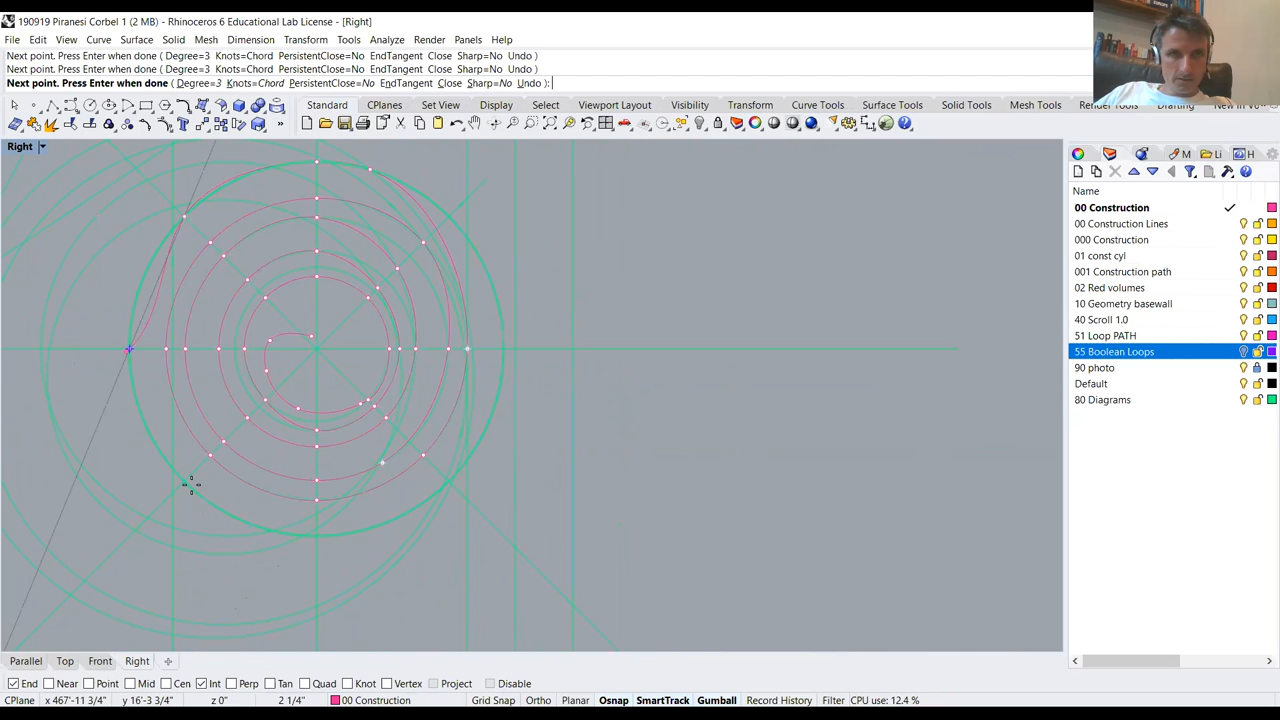 190919 Piranesi Corbel 1 (2 MB) - Rhinoceros 6 Educational Lab License - [Right]
File Edit View Curve Surface Solid Mesh Dimension Transform Tools Analyze Render Panels Help
Next point. Press Enter when done ( Degree=3 Knots=Chord PersistentClose=No EndTangent Close Sharp=No Undo )
Next point. Press Enter when done ( Degree=3 Knots=Chord PersistentClose=No EndTangent Close Sharp=No Undo )
Next point. Press Enter when done ( Degree=3 Knots=Chord PersistentClose=No EndTangent Close Sharp=No Undo ):
Standard CPlanes Set View Display Select Viewport Layout Visibility Transform Curve Tools Surface Tools Solid Tools Mesh Tools Render Tools Drafting New in V6
Right
M Li H
Name
00 Construction
00 Construction Lines
000 Construction
01 const cyl
001 Construction path
02 Red volumes
10 Geometry basewall
40 Scroll 1.0
51 Loop PATH
55 Boolean Loops
90 photo
Default
80 Diagrams
Parallel Top Front Right
End Near Point Mid Cen Int Perp Tan Quad Knot Vertex Project Disable
CPlane x 467'-11 3/4" y 16'-3 3/4" z 0" 2 1/4" 00 Construction Grid Snap Ortho Planar Osnap SmartTrack Gumball Record History Filter CPU use: 12.4 %